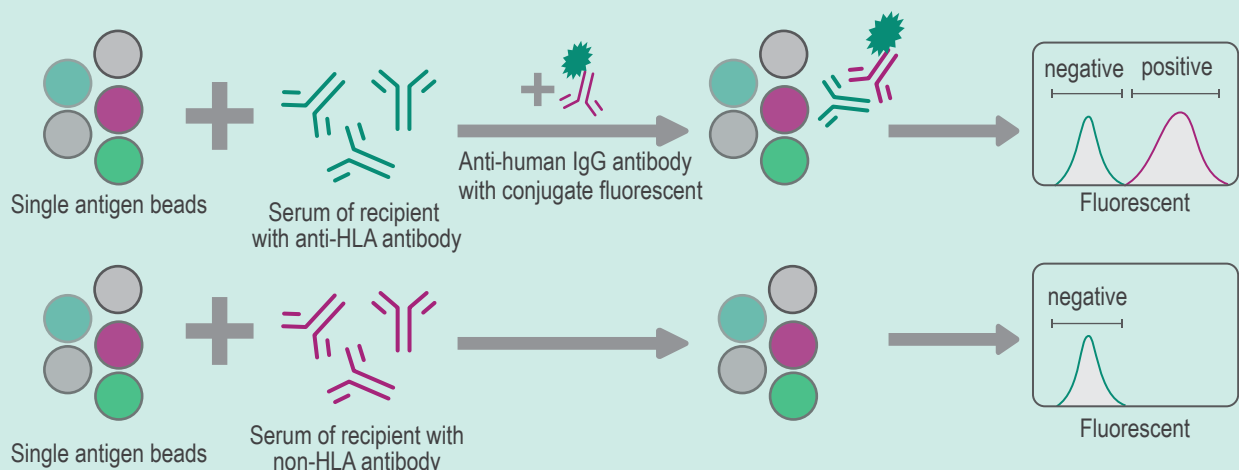 negative
positive
Anti-human IgG antibody
with conjugate fluorescent
Single antigen beads
Serum of recipient
with anti-HLA antibody
Fluorescent
negative
Single antigen beads
Serum of recipient with
non-HLA antibody
Fluorescent